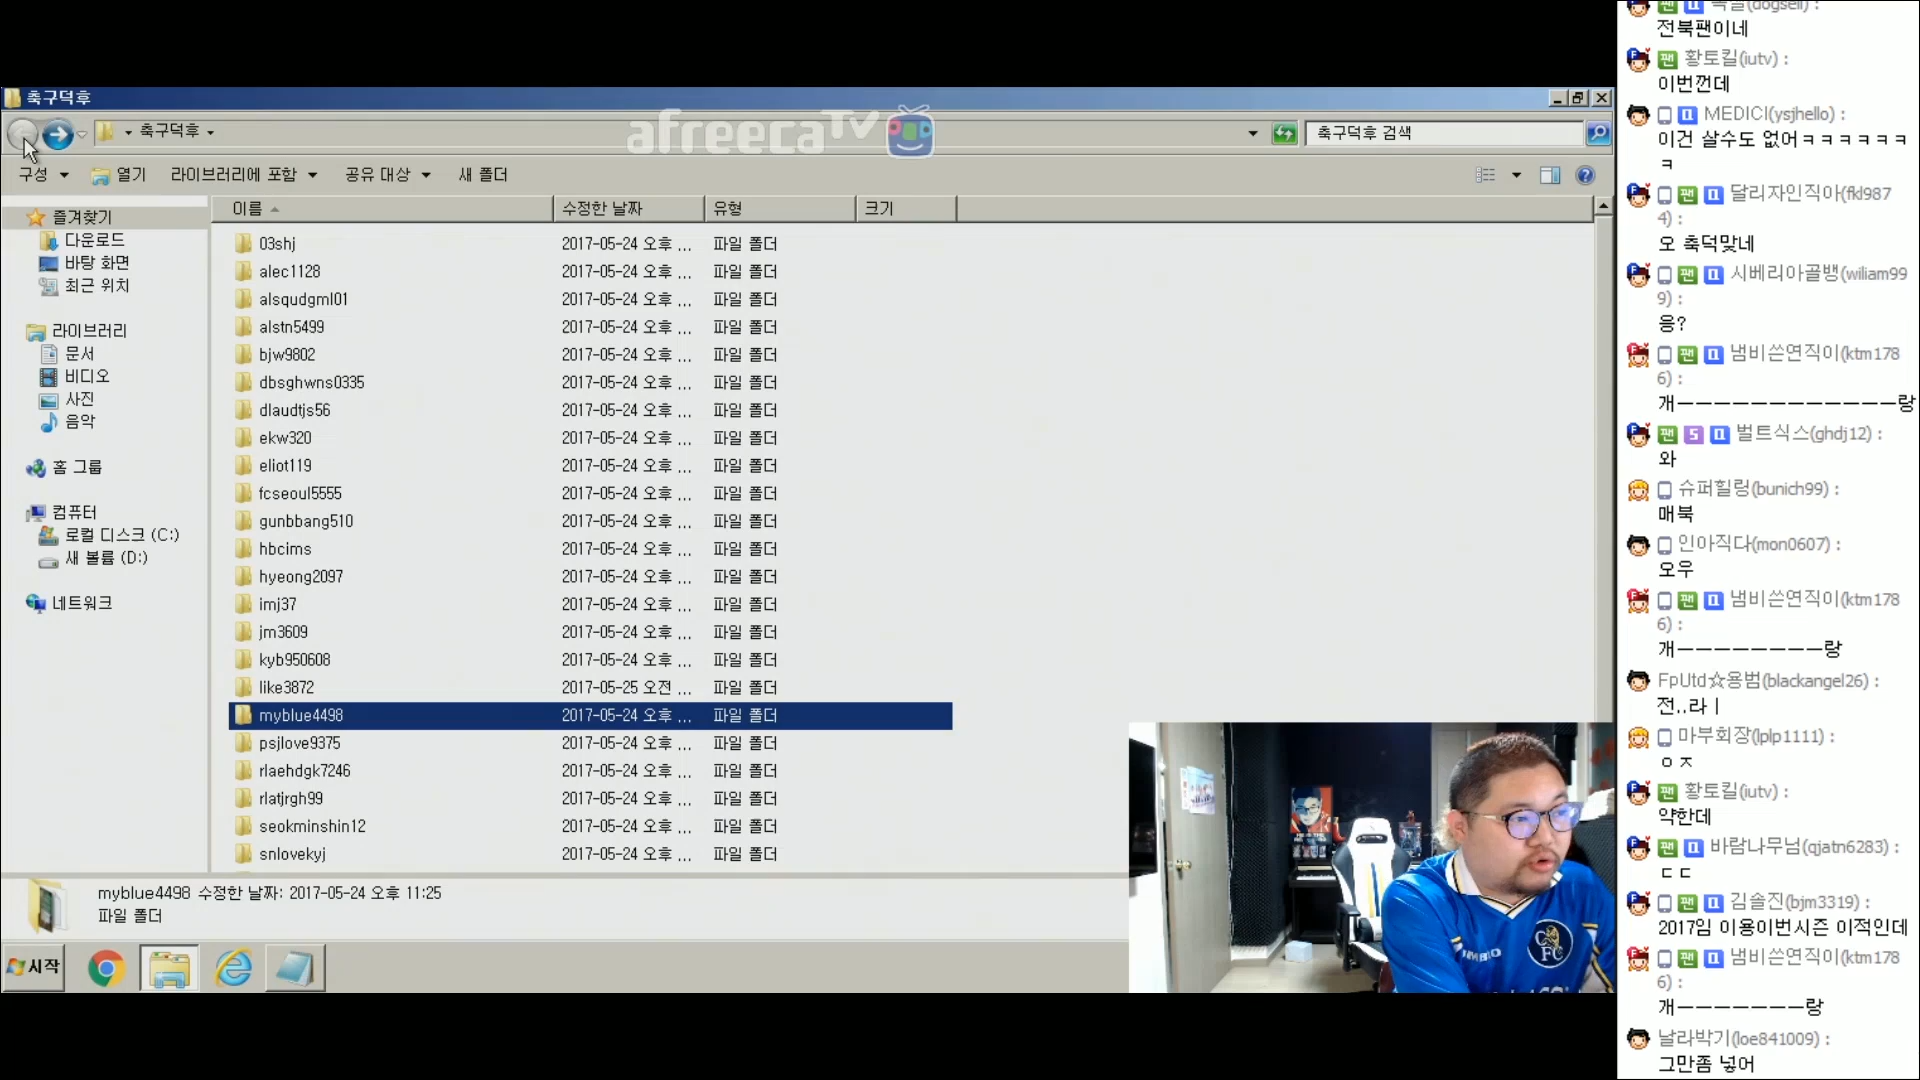 축구덕후
축구덕후
afreecaTV
축구덕후 검색
구성
열기
라이브러리에 포함
공유 대상
새 폴더
즐겨찾기
다운로드
바탕 화면
최근 위치
라이브러리
문서
비디오
사진
음악
홈 그룹
컴퓨터
로컬 디스크 (C:)
새 볼륨 (D:)
네트워크
이름 수정한 날짜 유형 크기
03shj 2017-05-24 오후 ... 파일 폴더
alec1128 2017-05-24 오후 ... 파일 폴더
alsqudgml01 2017-05-24 오후 ... 파일 폴더
alstn5499 2017-05-24 오후 ... 파일 폴더
bjw9802 2017-05-24 오후 ... 파일 폴더
dbsghwns0335 2017-05-24 오후 ... 파일 폴더
dlaudtjs56 2017-05-24 오후 ... 파일 폴더
ekw320 2017-05-24 오후 ... 파일 폴더
eliot119 2017-05-24 오후 ... 파일 폴더
fcseoul5555 2017-05-24 오후 ... 파일 폴더
gunbbang510 2017-05-24 오후 ... 파일 폴더
hbcims 2017-05-24 오후 ... 파일 폴더
hyeong2097 2017-05-24 오후 ... 파일 폴더
imj37 2017-05-24 오후 ... 파일 폴더
jm3609 2017-05-24 오후 ... 파일 폴더
kyb950608 2017-05-24 오후 ... 파일 폴더
like3872 2017-05-25 오전 ... 파일 폴더
myblue4498 2017-05-24 오후 ... 파일 폴더
psjlove9375 2017-05-24 오후 ... 파일 폴더
rlaehdgk7246 2017-05-24 오후 ... 파일 폴더
rlatjrgh99 2017-05-24 오후 ... 파일 폴더
seokminshin12 2017-05-24 오후 ... 파일 폴더
snlovekyj 2017-05-24 오후 ... 파일 폴더
myblue4498 수정한 날짜: 2017-05-24 오후 11:25
파일 폴더
시작
(dogsell) :
전북팬이네
팬 황토킬(iutv) :
이번껀데
MEDICI(ysjhello) :
이건 살수도 없어ㅋㅋㅋㅋㅋㅋ
ㅋ
팬 달리자인직아(fkl987
4) :
오 축덕맞네
팬 시베리아골뱅(wiliam99
9) :
응?
팬 냄비쓴연직이(ktm178
6) :
개ㅡㅡㅡㅡㅡㅡㅡㅡㅡㅡㅡㅡ랑
팬 S 벌트식스(ghdj12) :
와
슈퍼힐링(bunich99) :
매북
인아직다(mon0607) :
오우
팬 냄비쓴연직이(ktm178
6) :
개ㅡㅡㅡㅡㅡㅡㅡㅡ랑
FpUtd☆용범(blackangel26) :
전..라ㅣ
마부회장(lplp1111) :
ㅇㅈ
팬 황토킬(iutv) :
약한데
팬 바람나무넘(qjatn6283) :
ㄷㄷ
팬 김솔진(bjm3319) :
2017임 이용이번시즌 이적인데
팬 냄비쓴연직이(ktm178
6) :
개ㅡㅡㅡㅡㅡㅡㅡ랑
날라박기(loe841009) :
그만좀 넣어